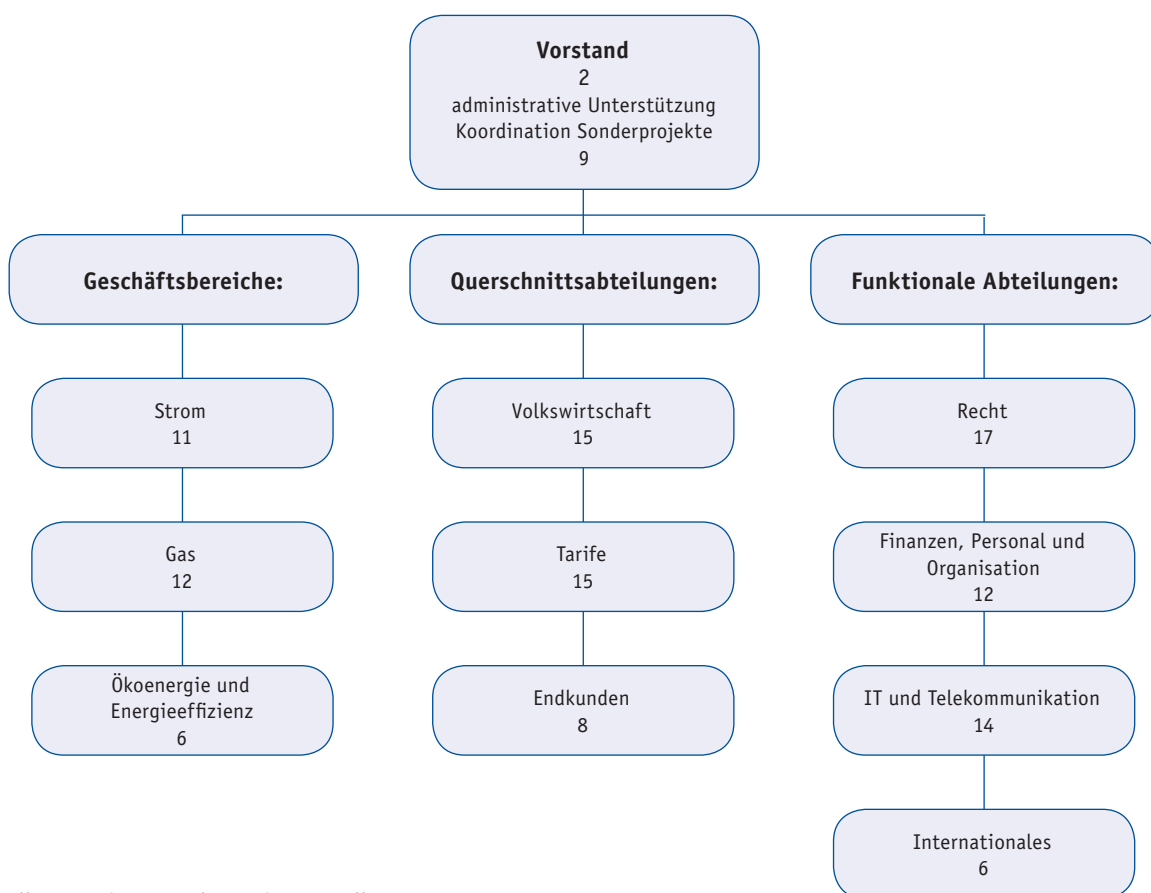 Vorstand
2
administrative Unterstützung
Koordination Sonderprojekte
9
Geschäftsbereiche:
Querschnittsabteilungen:
Funktionale Abteilungen:
Strom
11
Volkswirtschaft
15
Recht
17
Gas
12
Tarife
15
Finanzen, Personal und
Organisation
12
Ökoenergie und
Energieeffizienz
6
Endkunden
8
IT und Telekommunikation
14
Internationales
6